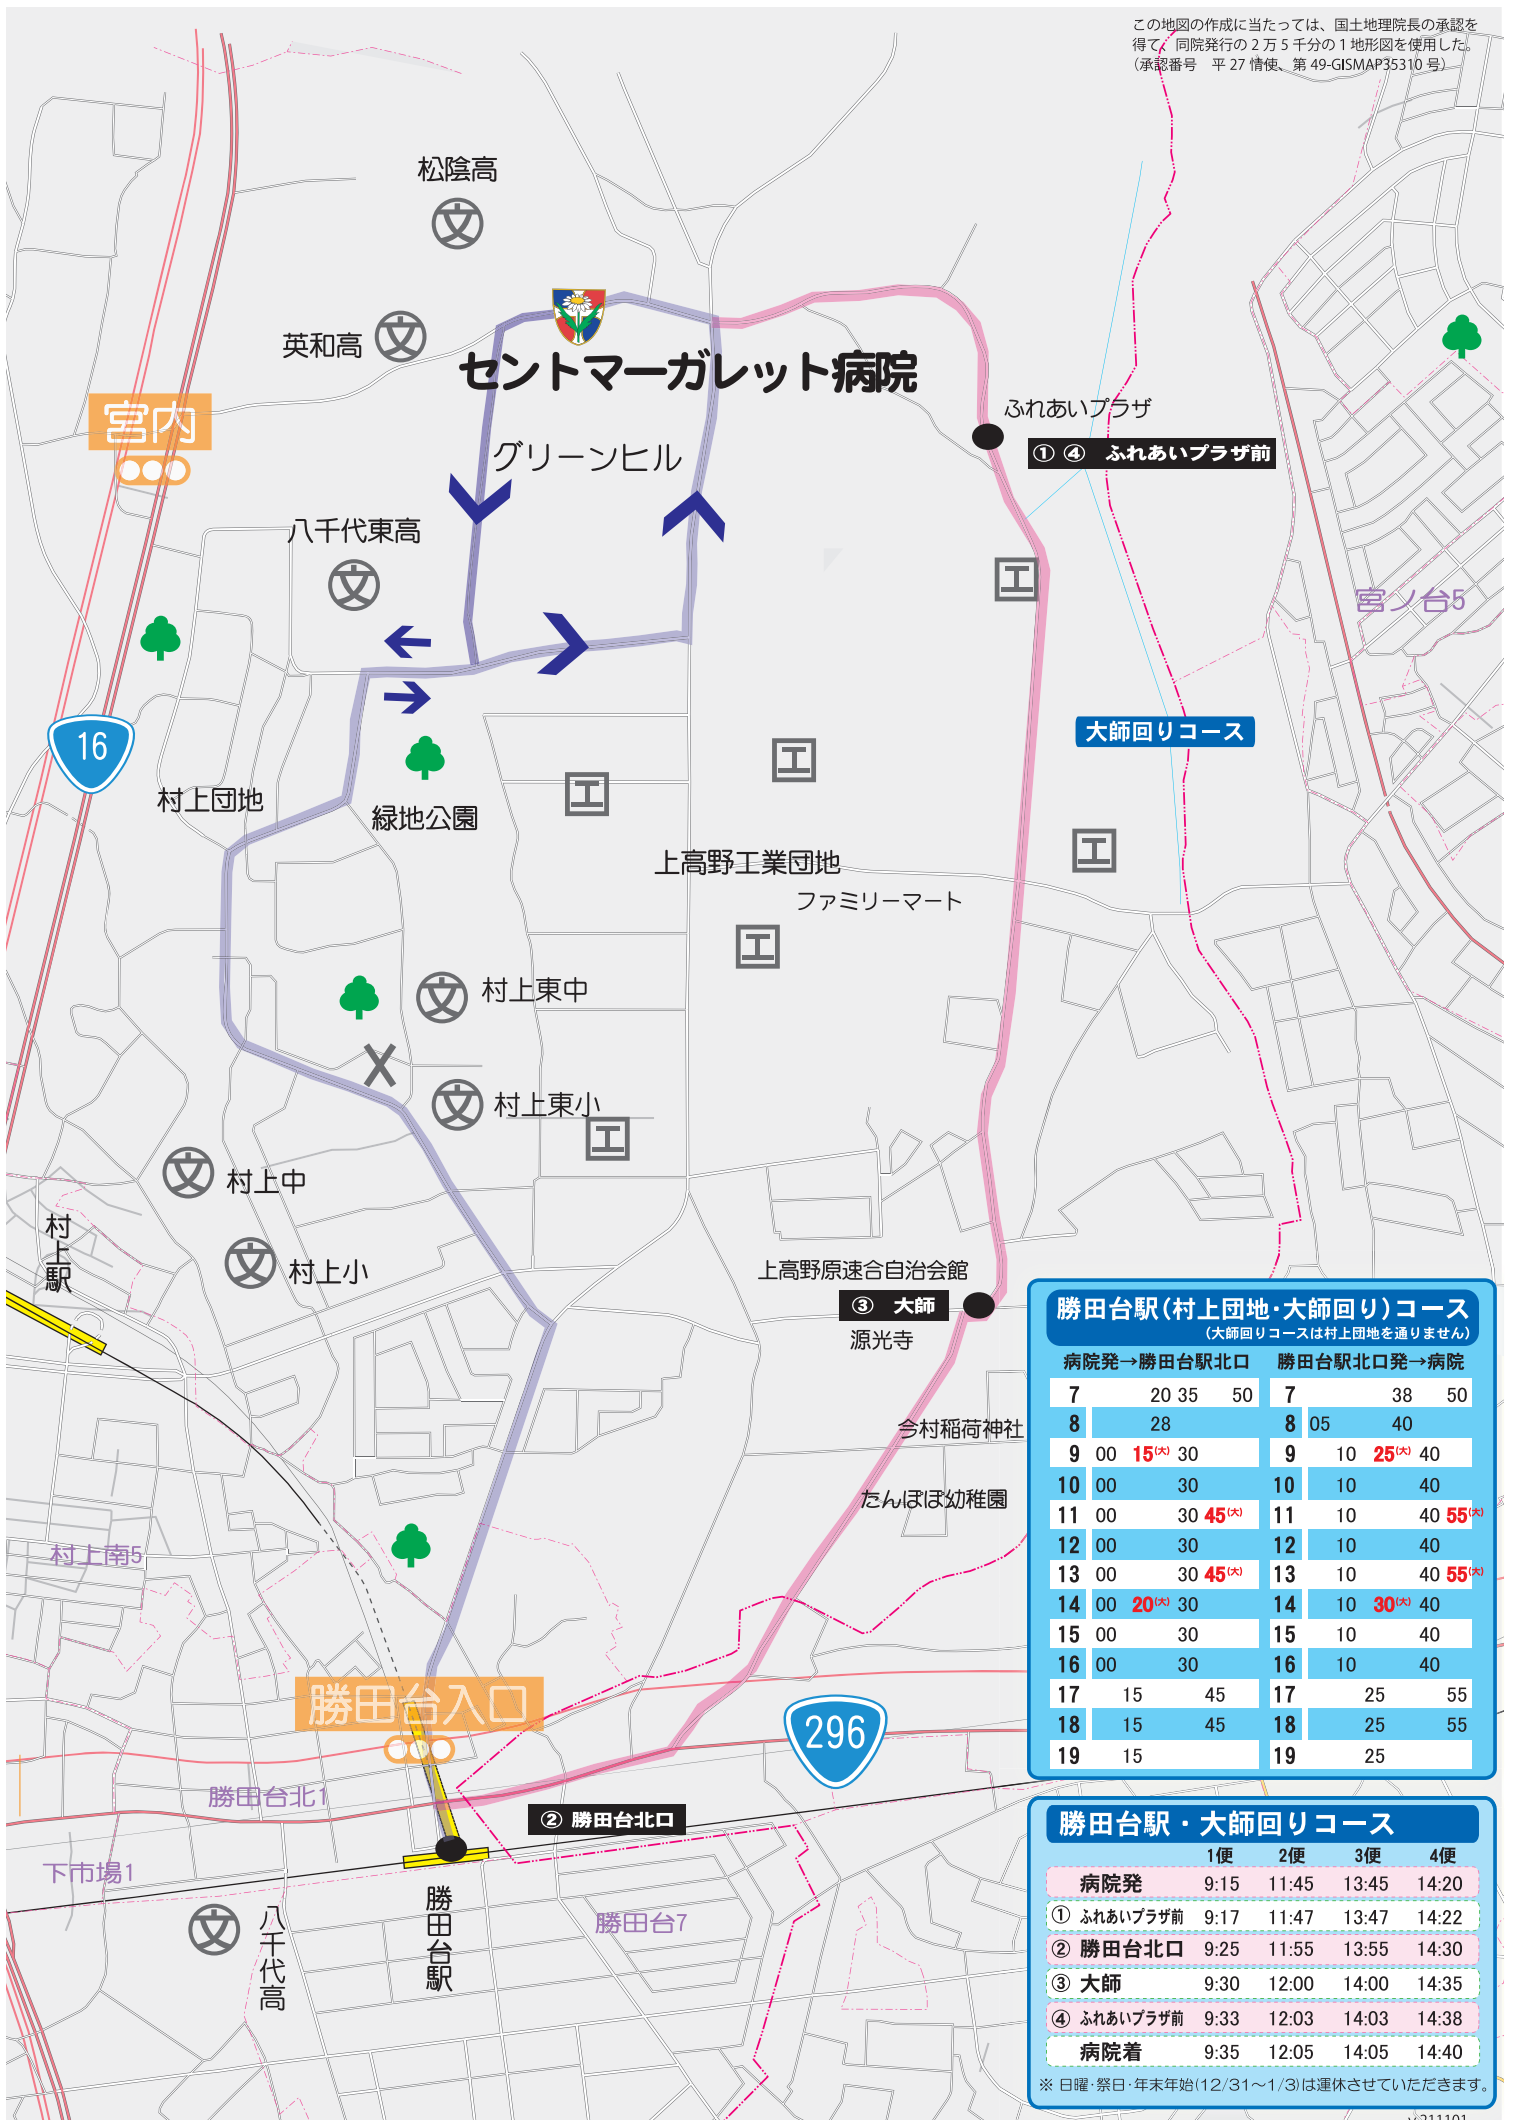 この地図の作成に当たっては、国土地理院長の承認を
得て、同院発行の2万5千分の1地形図を使用した。
(承認番号　平27情使、第49-GISMAP35310号)
松陰高
文
英和高
文
セントマーガレット病院
宮内
グリーンヒル
ふれあいプラザ
① ④ ふれあいプラザ前
八千代東高
文
工
宮ノ台5
16
大師回りコース
工
工
村上団地
緑地公園
工
上高野工業団地
ファミリーマート
工
文
村上東中
X
文
村上東小
工
文
村上中
村上駅
文
村上小
上高野原速合自治会館
③ 大師
源光寺
今村稲荷神社
たんぽぽ幼稚園
村上南5
勝田台入口
296
勝田台北1
② 勝田台北口
下市場1
文
八千代高
勝田台駅
勝田台7
勝田台駅(村上団地・大師回り)コース
(大師回りコースは村上団地を通りません)
病院発→勝田台駅北口　勝田台駅北口発→病院
7 20 35 50 7 38 50
8 28 8 05 40
9 00 15(大) 30 9 10 25(大) 40
10 00 30 10 10 40
11 00 30 45(大) 11 10 40 55(大)
12 00 30 12 10 40
13 00 30 45(大) 13 10 40 55(大)
14 00 20(大) 30 14 10 30(大) 40
15 00 30 15 10 40
16 00 30 16 10 40
17 15 45 17 25 55
18 15 45 18 25 55
19 15 19 25
勝田台駅・大師回りコース
1便 2便 3便 4便
病院発 9:15 11:45 13:45 14:20
① ふれあいプラザ前 9:17 11:47 13:47 14:22
② 勝田台北口 9:25 11:55 13:55 14:30
③ 大師 9:30 12:00 14:00 14:35
④ ふれあいプラザ前 9:33 12:03 14:03 14:38
病院着 9:35 12:05 14:05 14:40
※ 日曜・祭日・年末年始(12/31～1/3)は運休させていただきます。